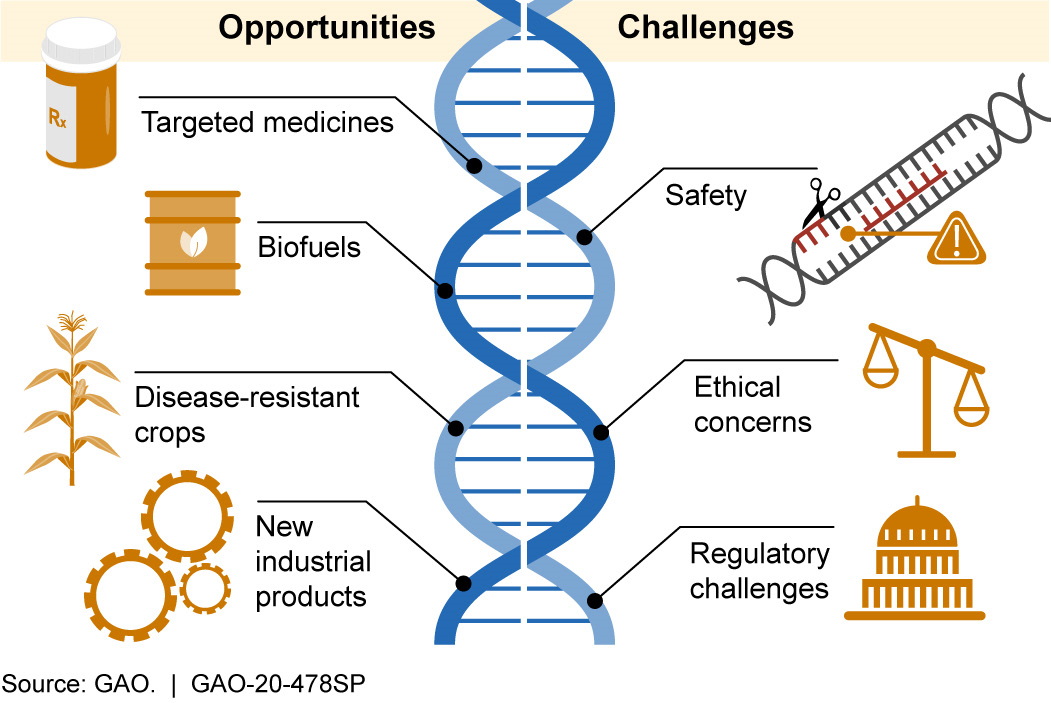 Opportunities
Challenges
Rx
Targeted medicines
Safety
Biofuels
Disease-resistant
crops
Ethical
concerns
New
industrial
products
Regulatory
challenges
Source: GAO. | GAO-20-478SP